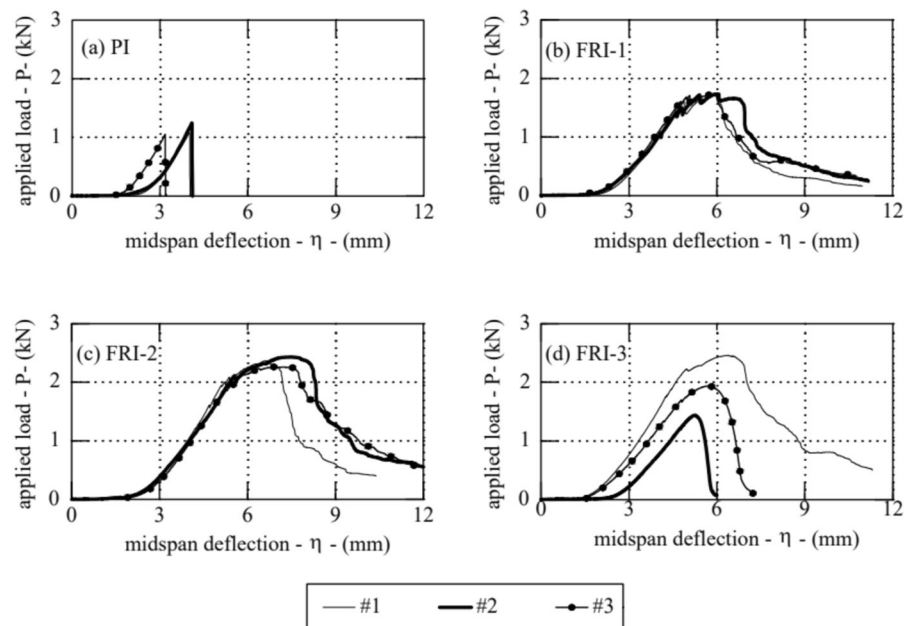 3
(a) PI
2
1
0
applied load - P- (kN)
0 3 6 9 12
midspan deflection - η - (mm)
3
(b) FRI-1
2
1
0
applied load - P- (kN)
0 3 6 9 12
midspan deflection - η - (mm)
3
(c) FRI-2
2
1
0
applied load - P- (kN)
0 3 6 9 12
midspan deflection - η - (mm)
3
(d) FRI-3
2
1
0
applied load - P- (kN)
0 3 6 9 12
midspan deflection - η - (mm)
#1 #2 #3